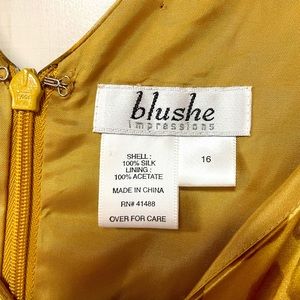 blushe
impressions
SHELL:
100% SILK
LINING:
100% ACETATE
MADE IN CHINA
RN# 41488
OVER FOR CARE
16